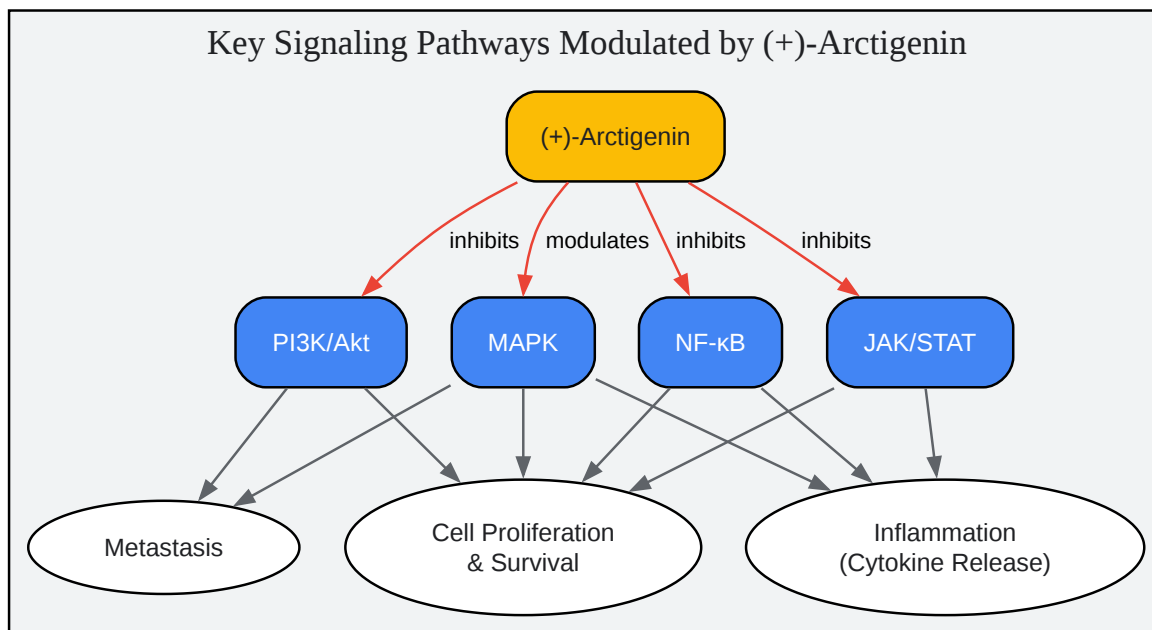 Key Signaling Pathways Modulated by (+)-Arctigenin
(+)-Arctigenin
inhibits
modulates
inhibits
inhibits
PI3K/Akt
MAPK
NF-κB
JAK/STAT
Metastasis
Cell Proliferation
& Survival
Inflammation
(Cytokine Release)